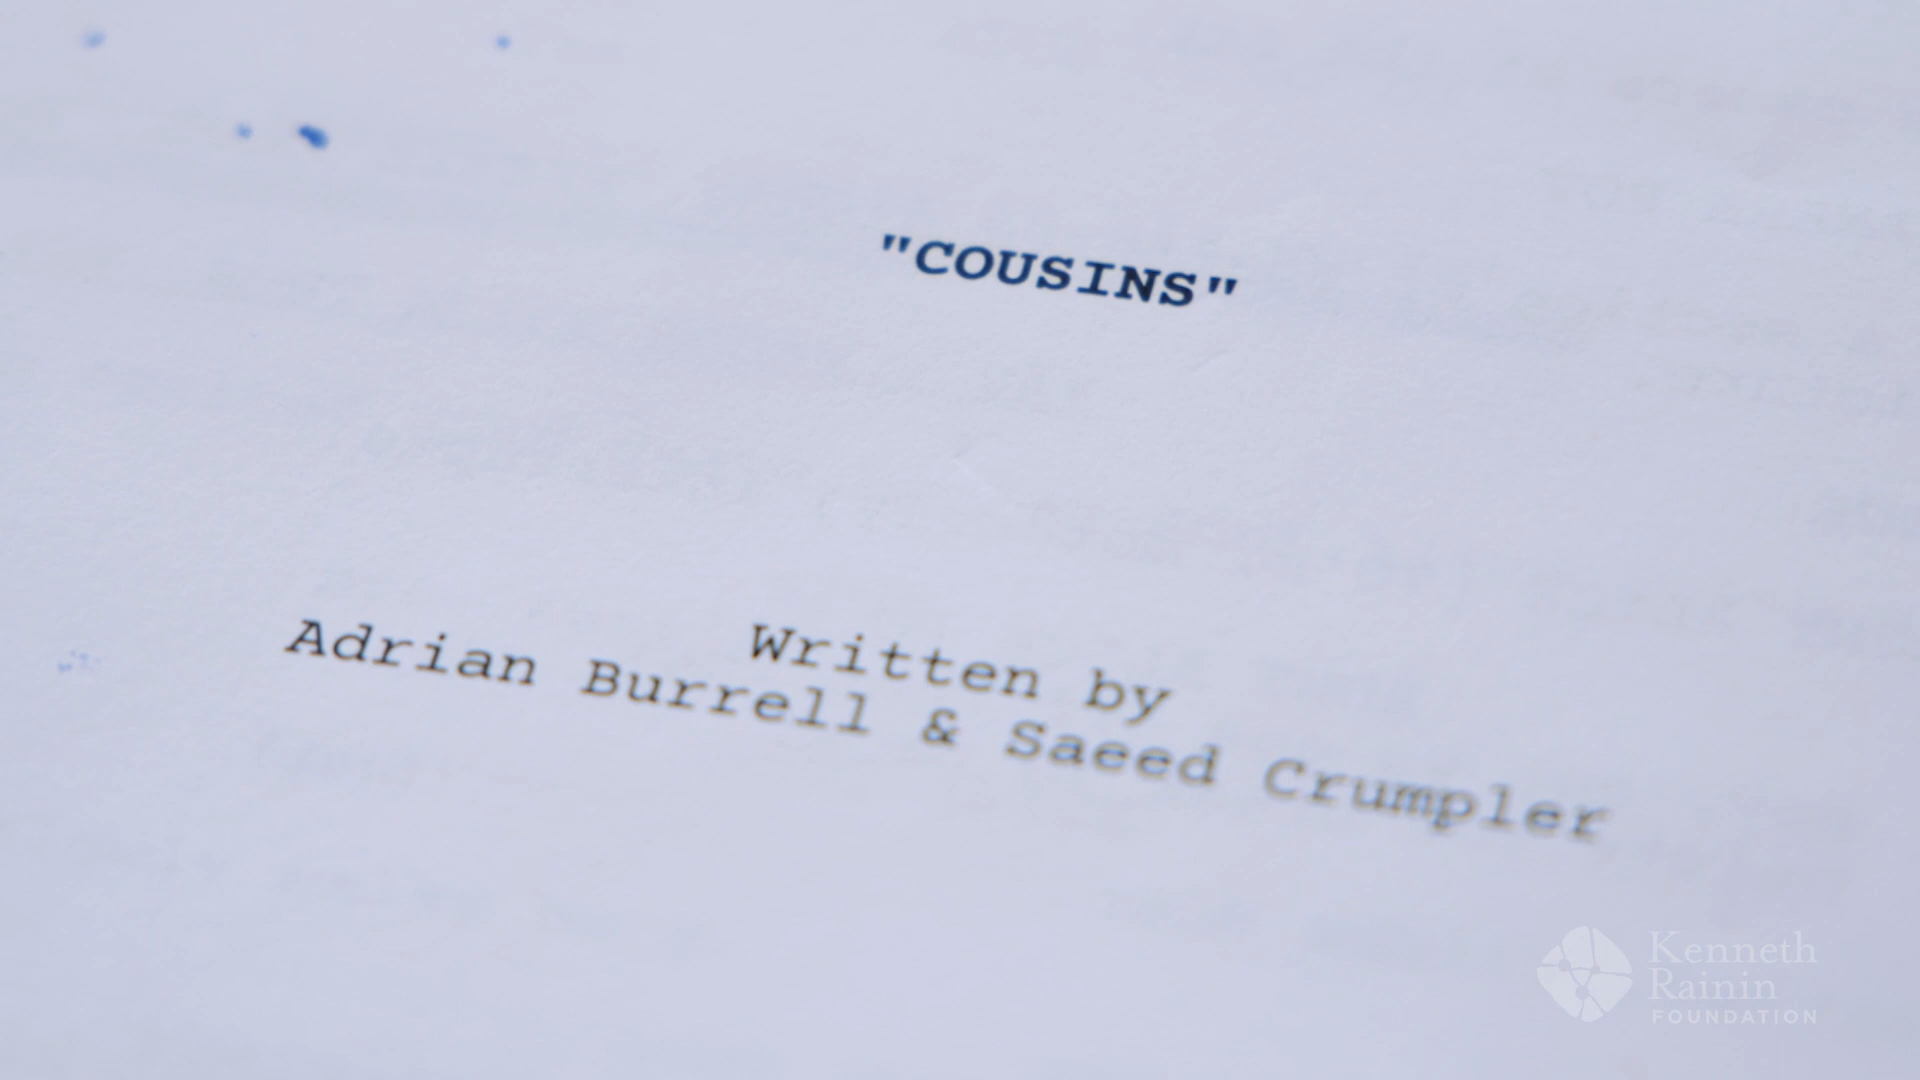 "COUSINS"
Written by
Adrian Burrell & Saeed Crumpler
Kenneth
Rainin
FOUNDATION